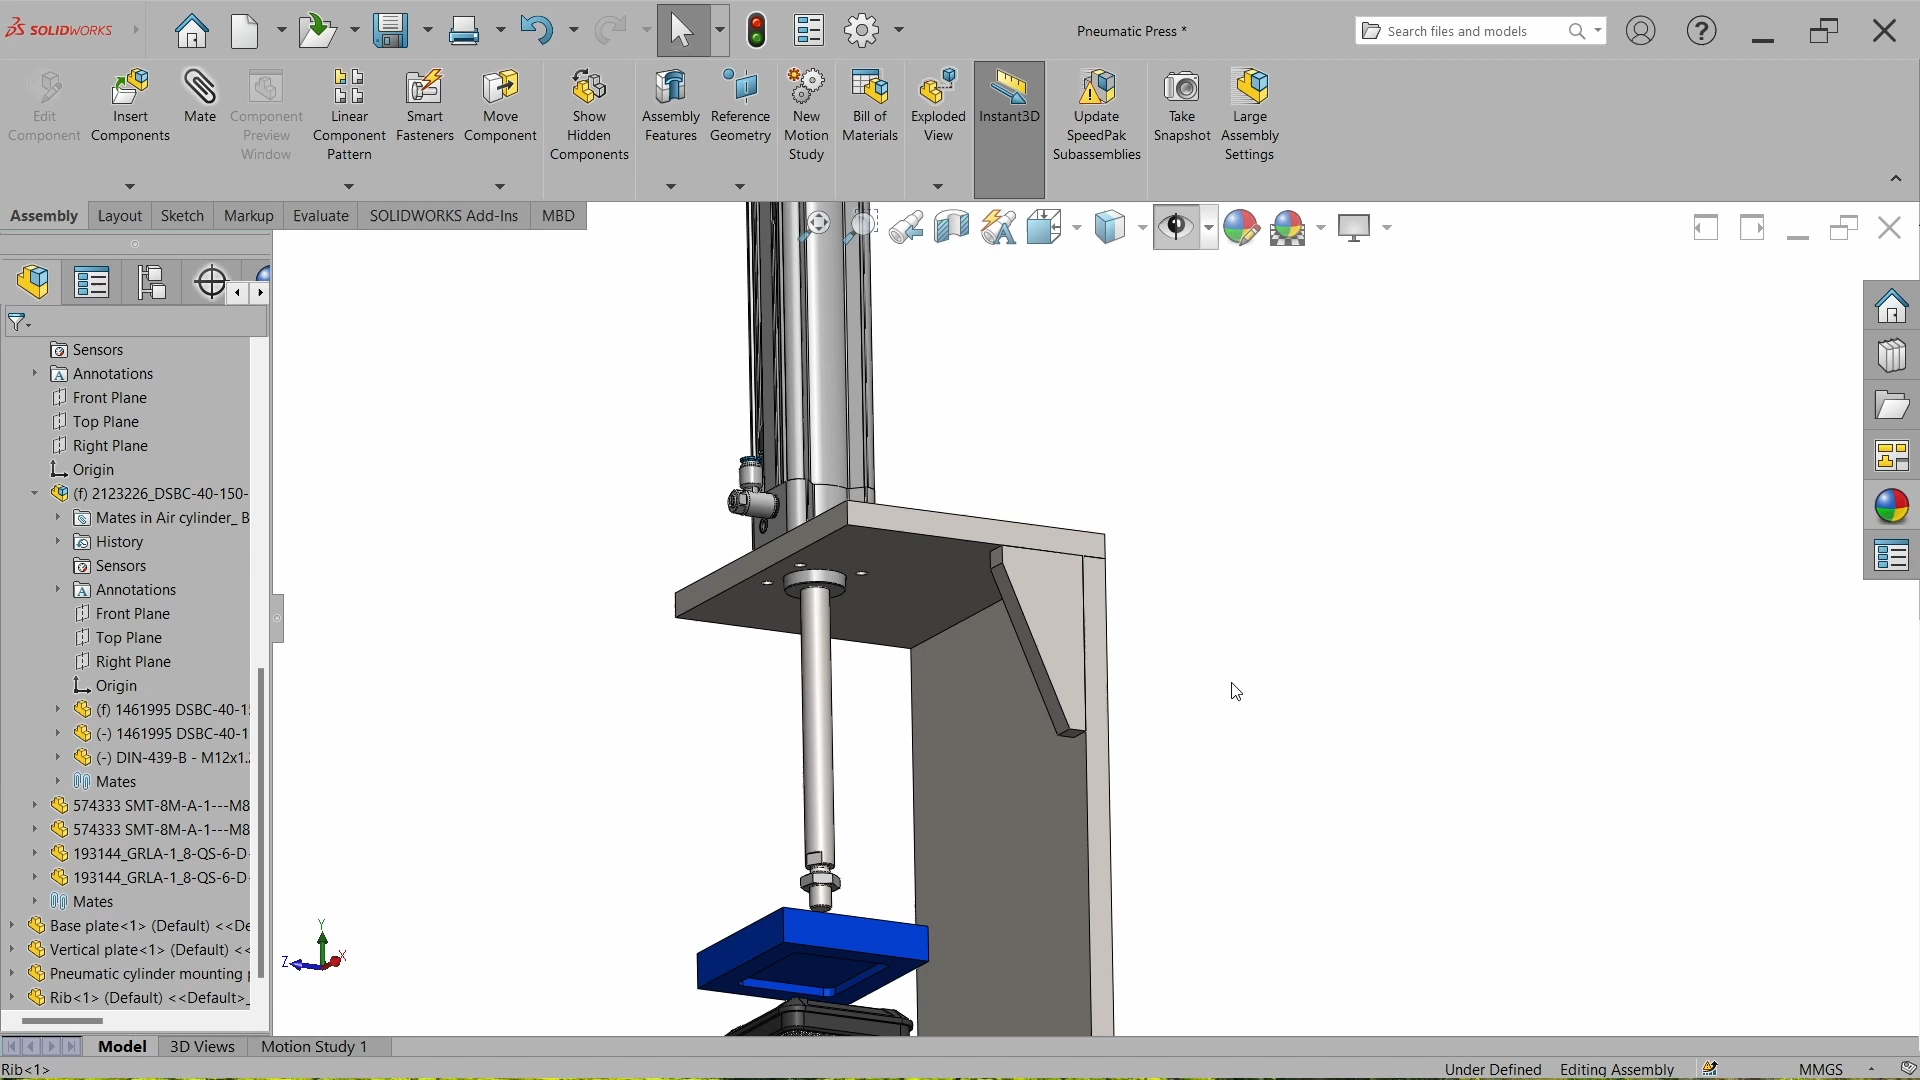 SOLIDWORKS
Pneumatic Press *
Search files and models
Edit Component
Insert Components
Mate
Component Preview Window
Linear Component Pattern
Smart Fasteners
Move Component
Show Hidden Components
Assembly Features
Reference Geometry
New Motion Study
Bill of Materials
Exploded View
Instant3D
Update SpeedPak Subassemblies
Take Snapshot
Large Assembly Settings
Assembly
Layout
Sketch
Markup
Evaluate
SOLIDWORKS Add-Ins
MBD
Sensors
Annotations
Front Plane
Top Plane
Right Plane
Origin
(f) 2123226_DSBC-40-150-
Mates in Air cylinder_ B
History
Sensors
Annotations
Front Plane
Top Plane
Right Plane
Origin
(f) 1461995 DSBC-40-1
(-) 1461995 DSBC-40-1
(-) DIN-439-B - M12x1.
Mates
574333 SMT-8M-A-1---M8
574333 SMT-8M-A-1---M8
193144_GRLA-1_8-QS-6-D
193144_GRLA-1_8-QS-6-D
Mates
Base plate<1> (Default) <<De
Vertical plate<1> (Default) <<
Pneumatic cylinder mounting
Rib<1> (Default) <<Default>_
Y
Z
X
Model
3D Views
Motion Study 1
Rib<1>
Under Defined
Editing Assembly
MMGS